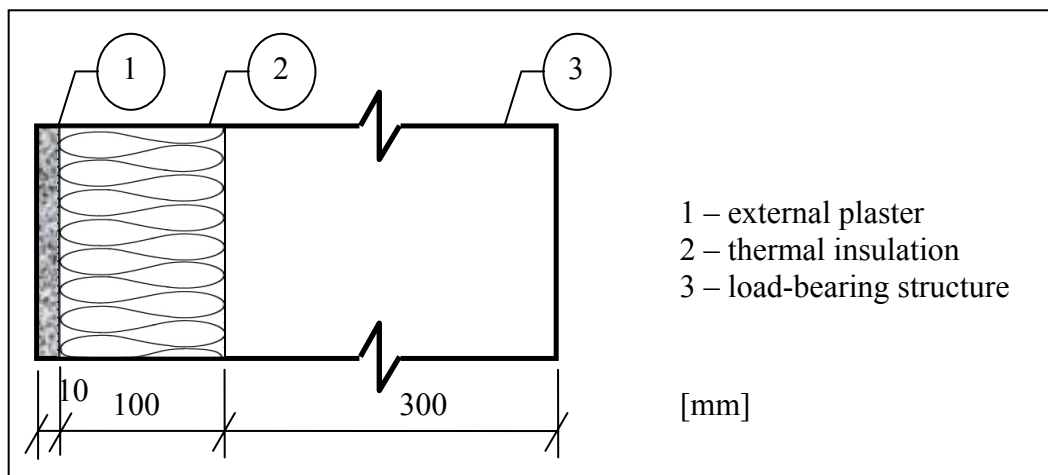 1 2 3
1 – external plaster
2 – thermal insulation
3 – load-bearing structure
10 100 300 [mm]